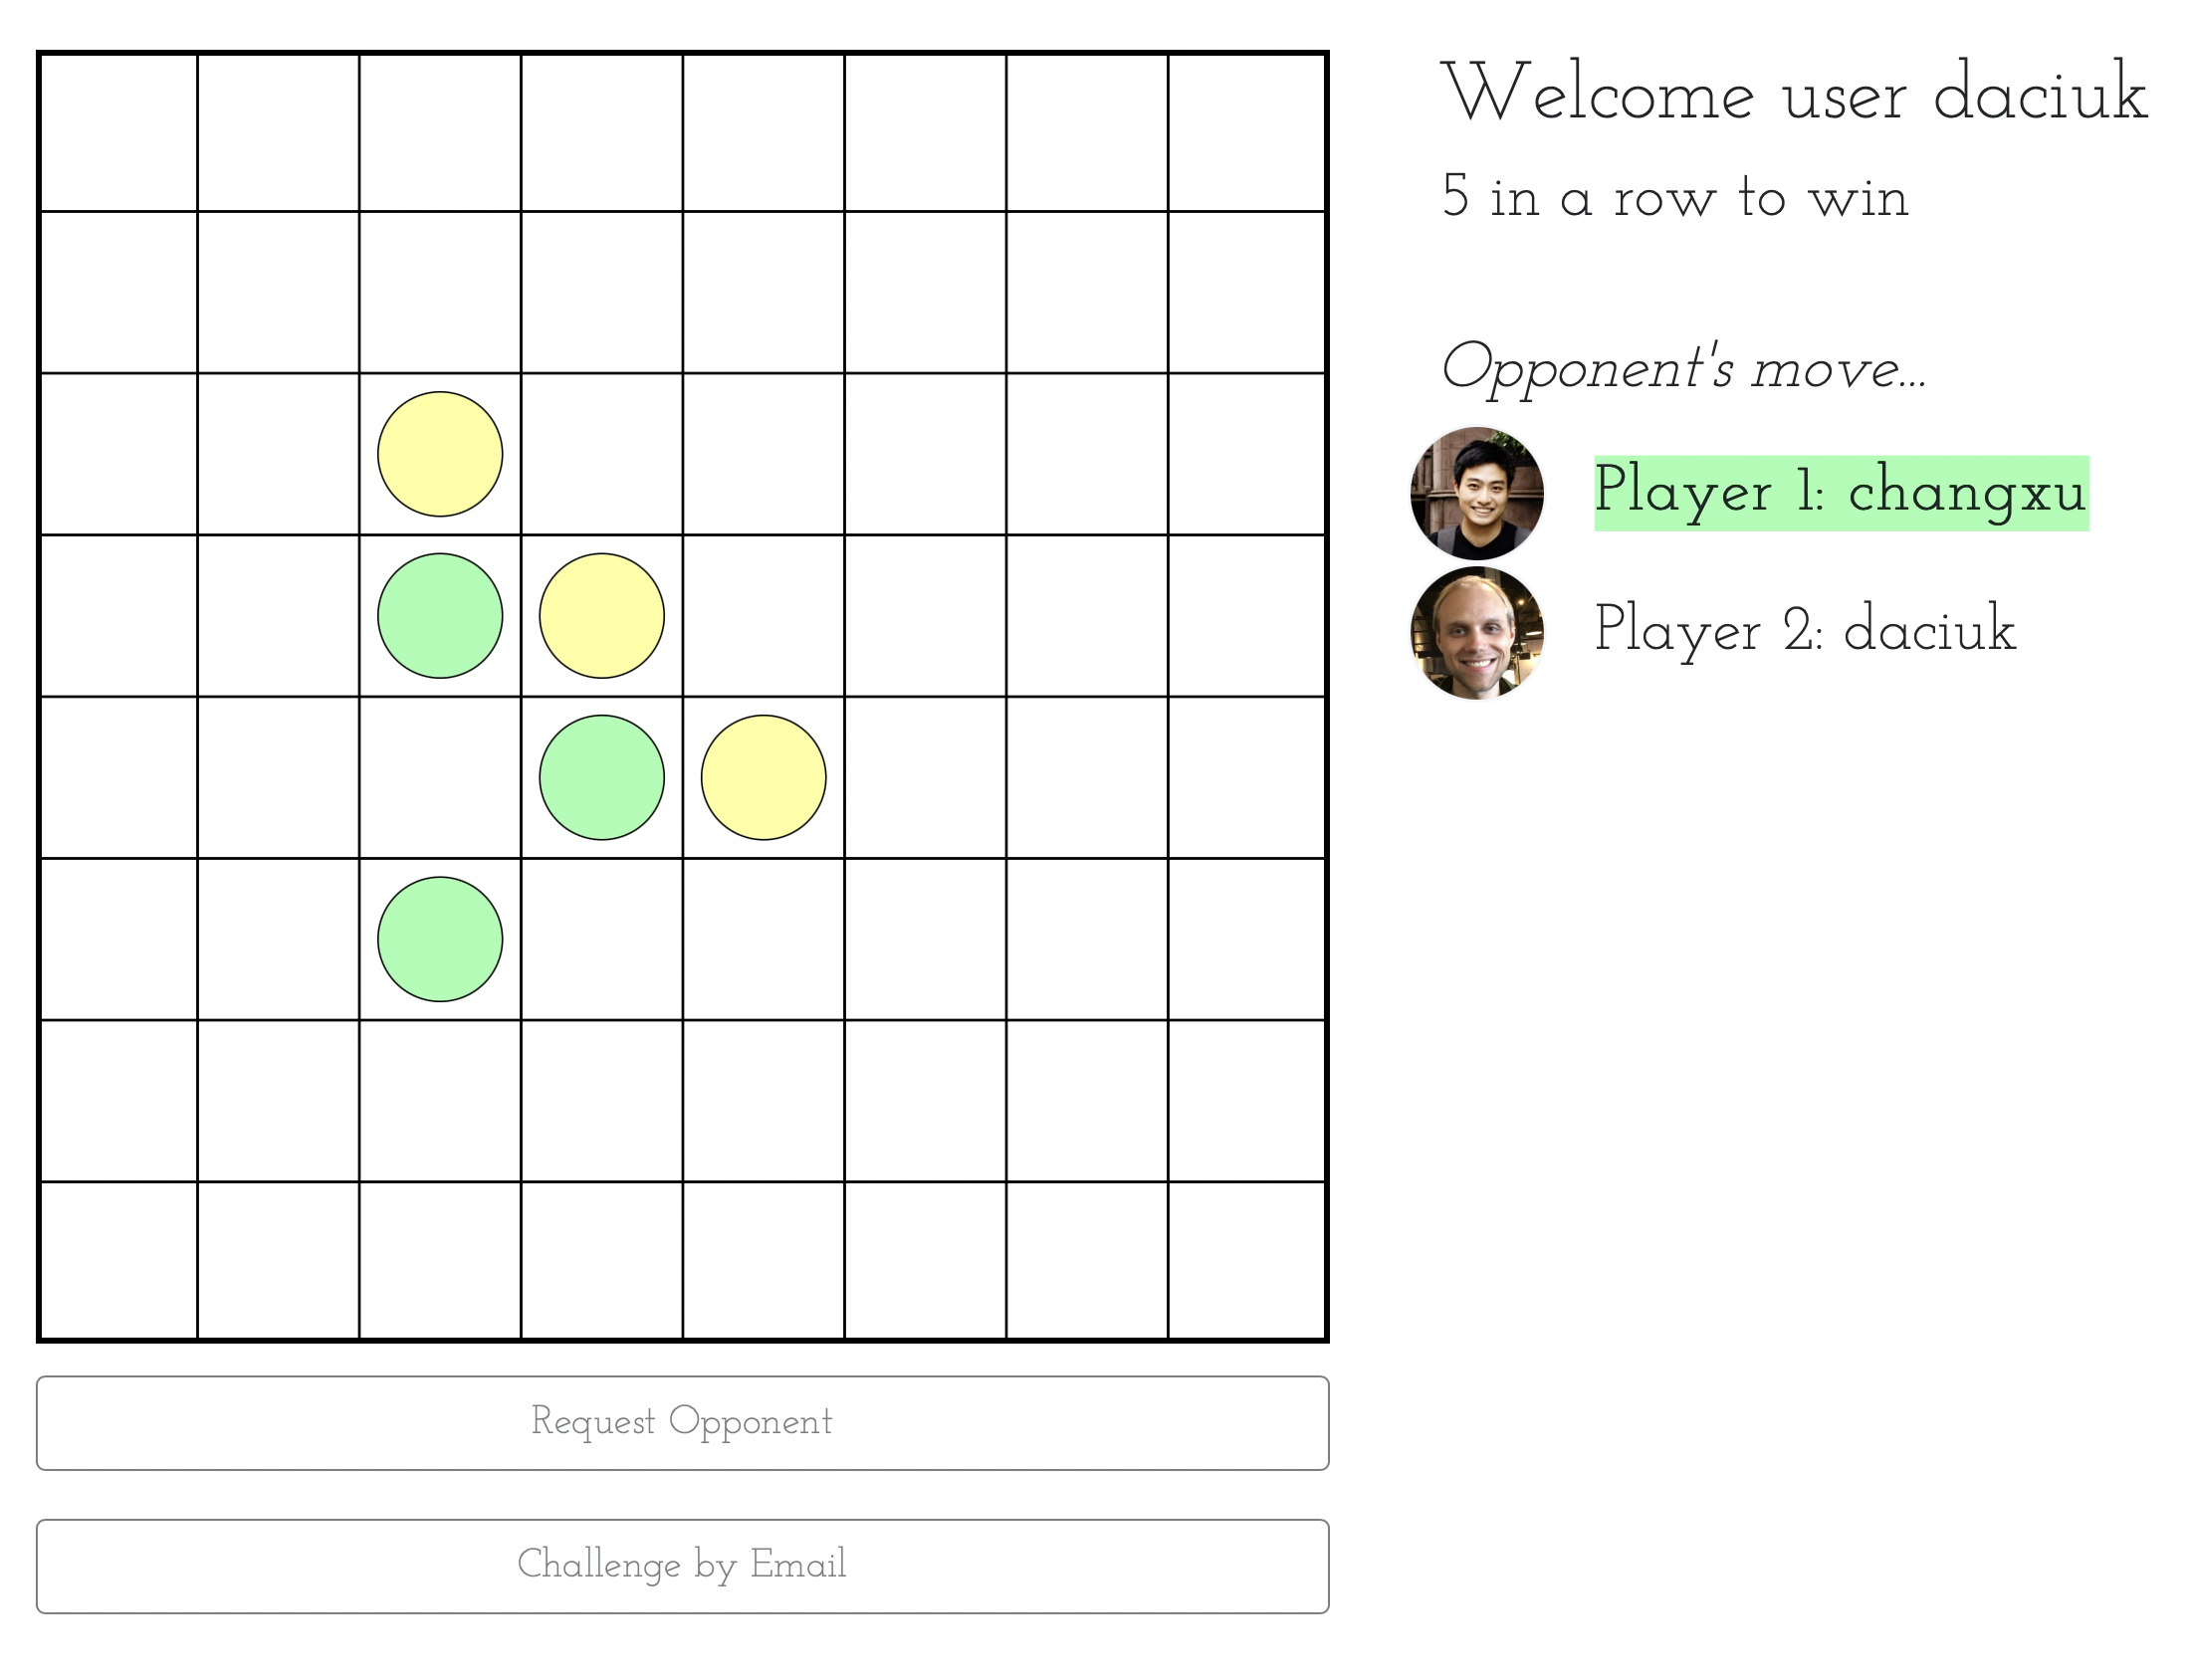 Welcome user daciuk
5 in a row to win
Opponent's move...
Player 1: changxu
Player 2: daciuk
Request Opponent
Challenge by Email